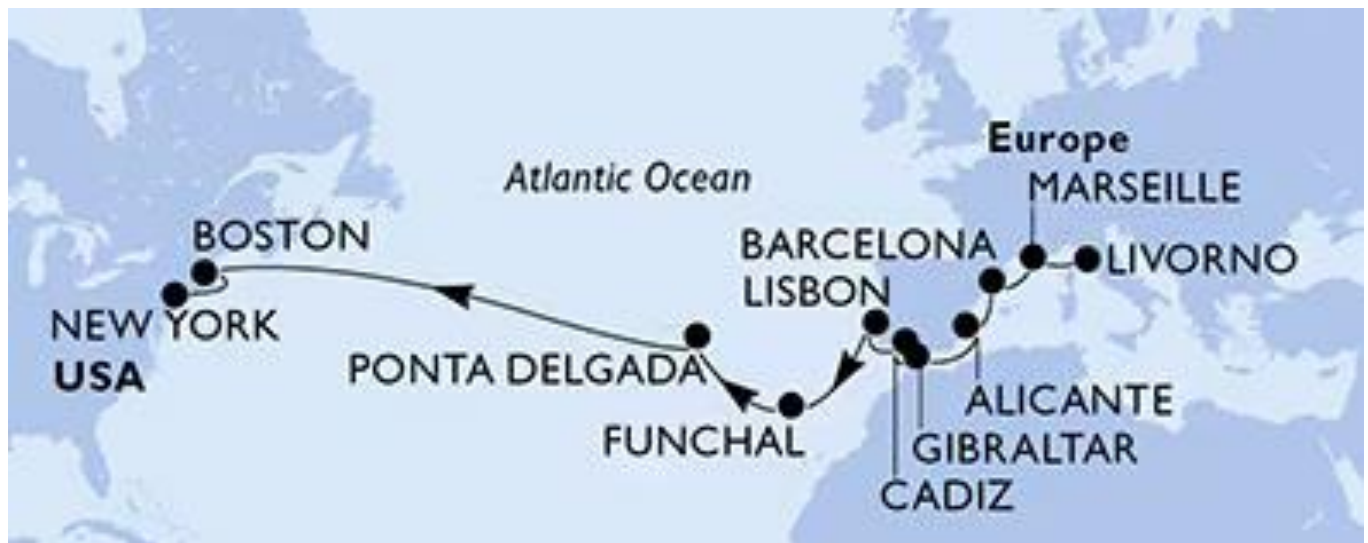 Europe
MARSEILLE
Atlantic Ocean
BOSTON
BARCELONA
LIVORNO
LISBON
NEW YORK
USA
PONTA DELGADA
ALICANTE
FUNCHAL
GIBRALTAR
CADIZ